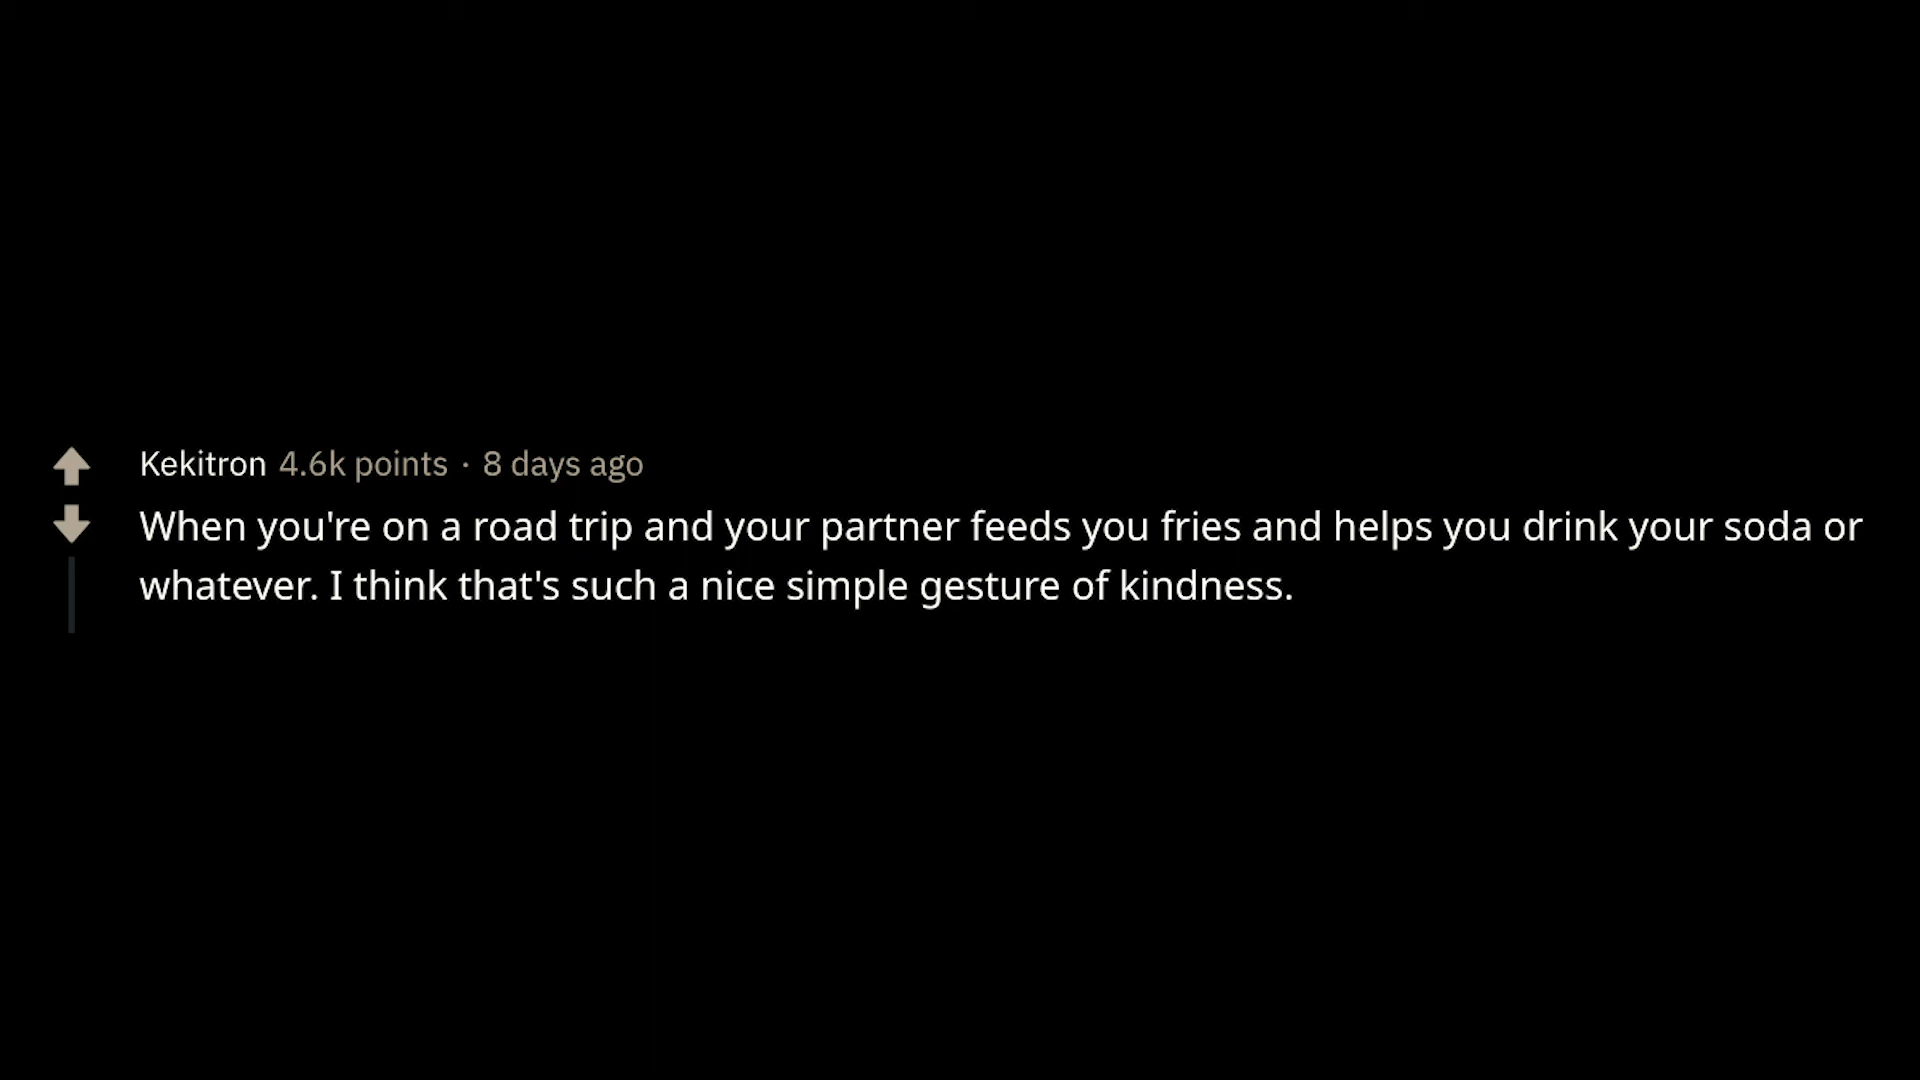 Kekitron 4.6k points · 8 days ago
When you're on a road trip and your partner feeds you fries and helps you drink your soda or
whatever. I think that's such a nice simple gesture of kindness.